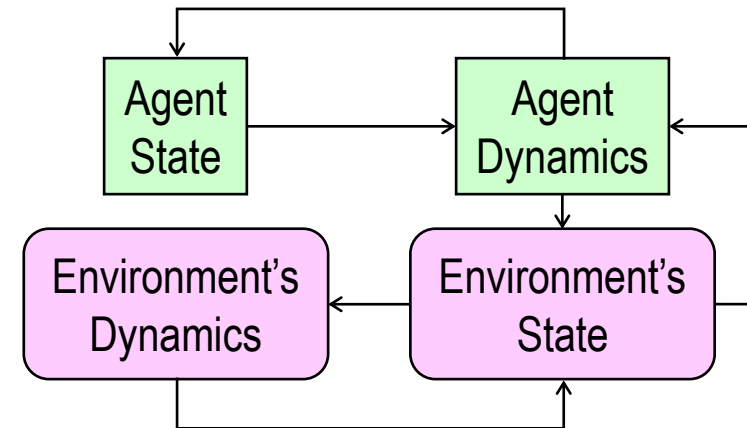 Agent
State
Agent
Dynamics
Environment’s
Dynamics
Environment’s
State